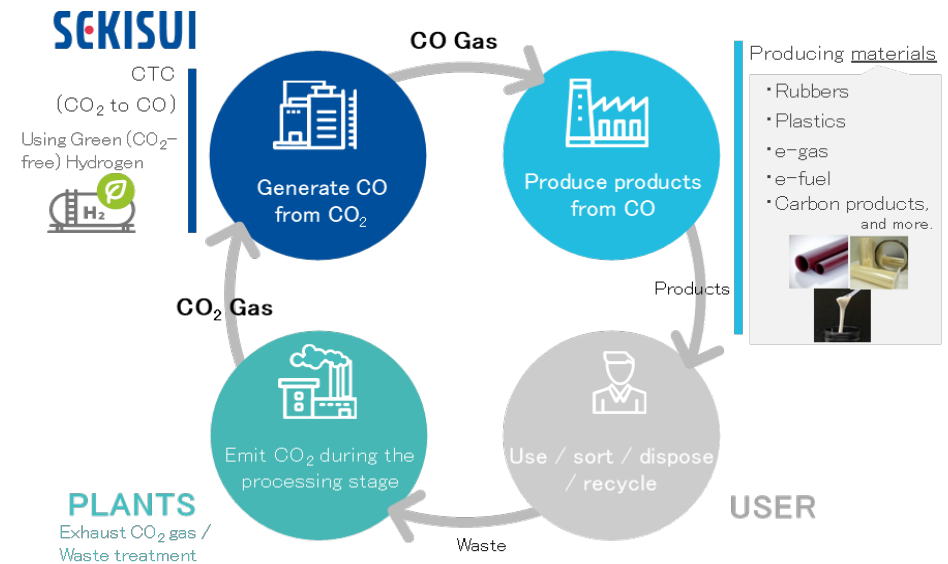 SEKISUI
CTC
(CO₂ to CO)
Using Green (CO₂-
free) Hydrogen
H₂
CO Gas
Generate CO
from CO₂
Produce products
from CO
Producing materials
・Rubbers
・Plastics
・e-gas
・e-fuel
・Carbon products,
and more.
Products
CO₂ Gas
Emit CO₂ during the
processing stage
Use / sort / dispose
/ recycle
PLANTS
Exhaust CO₂ gas /
Waste treatment
Waste
USER